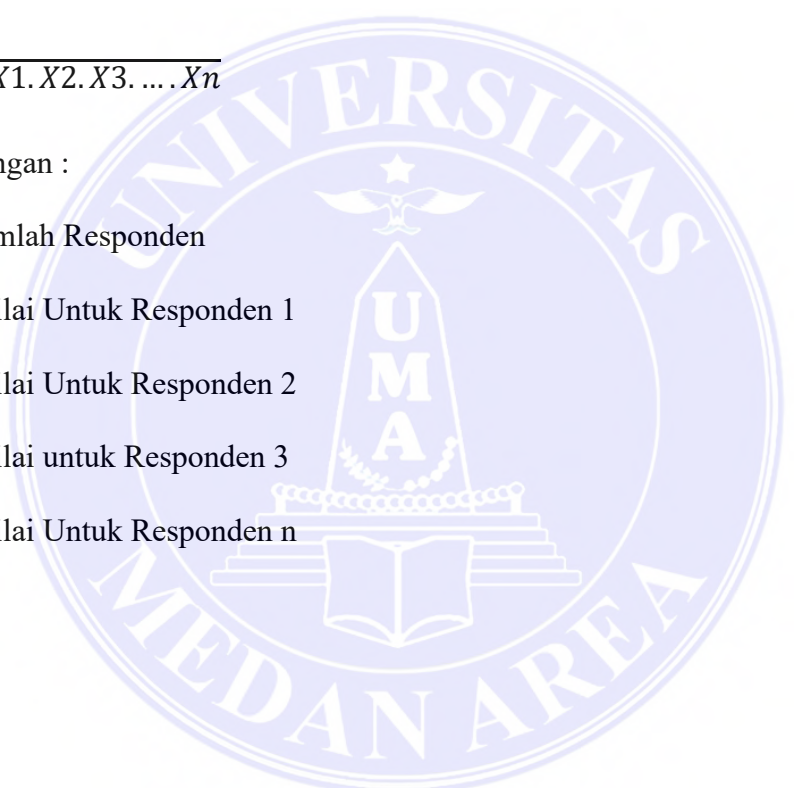 X1. X2. X3. … . Xn
ngan :
mlah Responden
lai Untuk Responden 1
lai Untuk Responden 2
lai untuk Responden 3
lai Untuk Responden n
UNIVERSITAS
UMA
MEDAN AREA